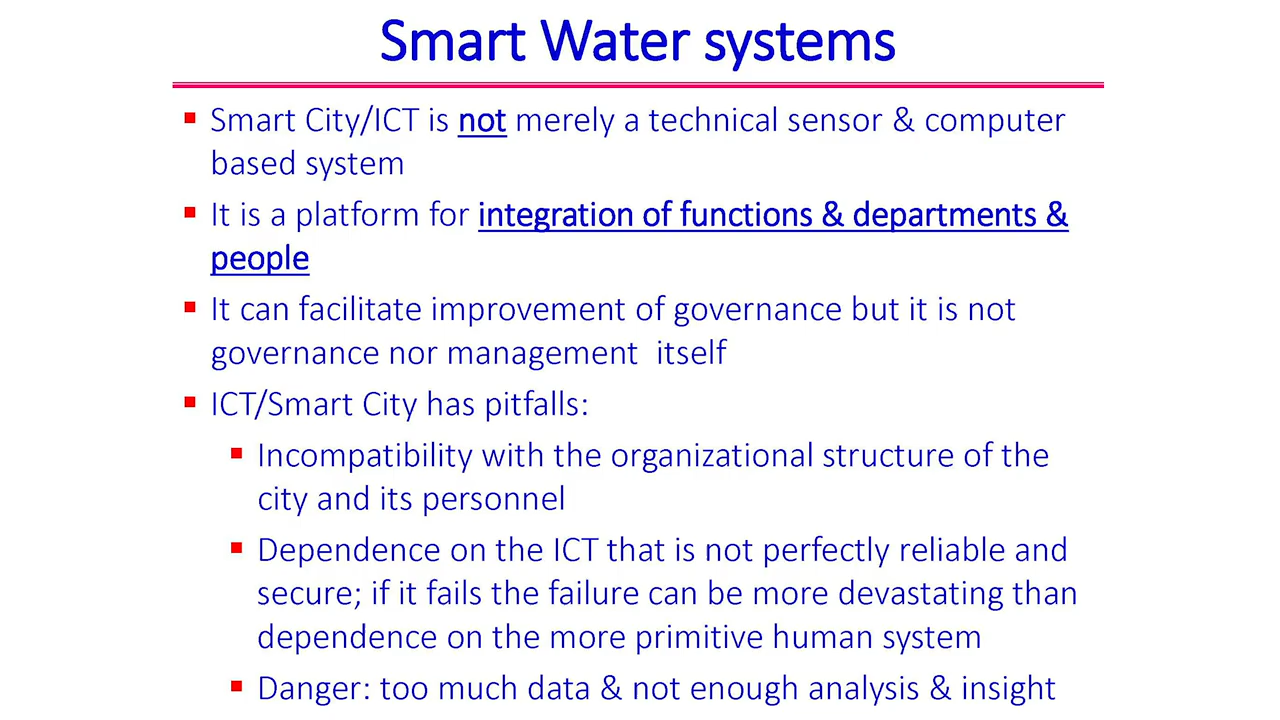 Smart Water systems
▪ Smart City/ICT is not merely a technical sensor & computer
based system
▪ It is a platform for integration of functions & departments &
people
▪ It can facilitate improvement of governance but it is not
governance nor management  itself
▪ ICT/Smart City has pitfalls:
▪ Incompatibility with the organizational structure of the
city and its personnel
▪ Dependence on the ICT that is not perfectly reliable and
secure; if it fails the failure can be more devastating than
dependence on the more primitive human system
▪ Danger: too much data & not enough analysis & insight